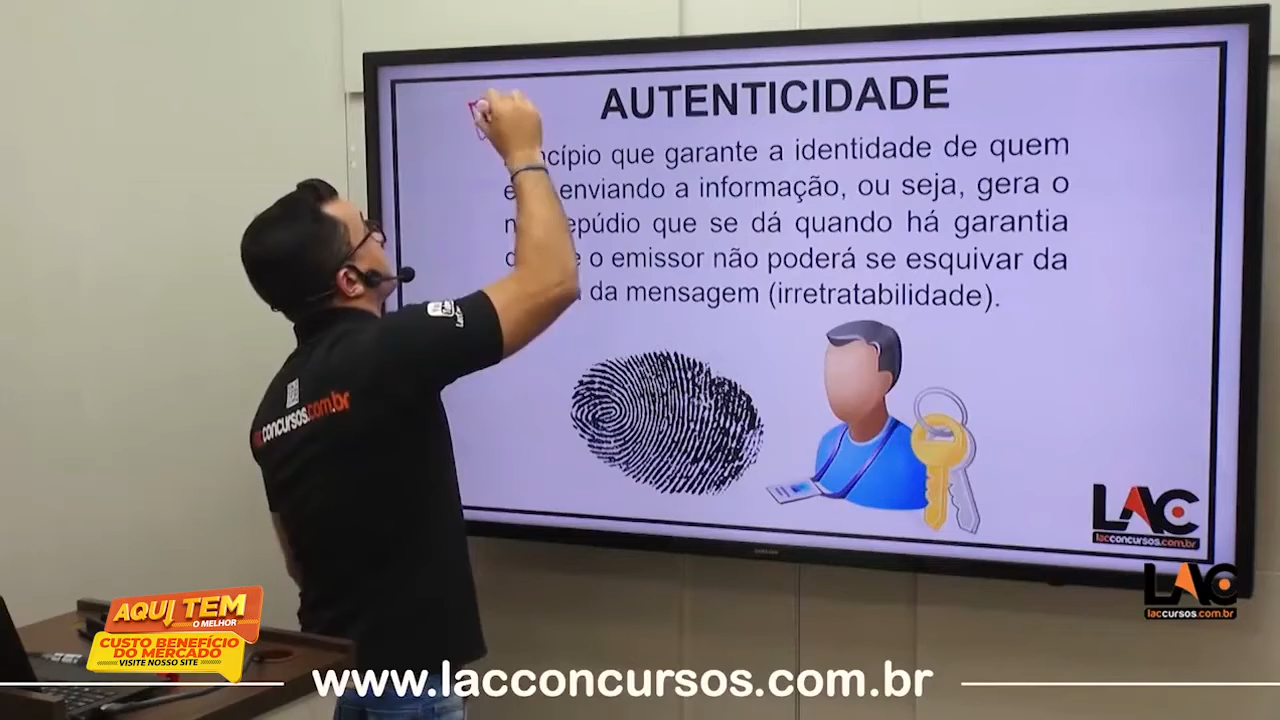 AUTENTICIDADE
ncípio que garante a identidade de quem
e enviando a informação, ou seja, gera o
n epúdio que se dá quando há garantia
d e o emissor não poderá se esquivar da
da mensagem (irretratabilidade).
LAC
lacconcursos.com.br
concursos.com.br
LAC
laccursos.com.br
AQUI TEM
O MELHOR
CUSTO BENEFÍCIO
DO MERCADO
VISITE NOSSO SITE
www.lacconcursos.com.br